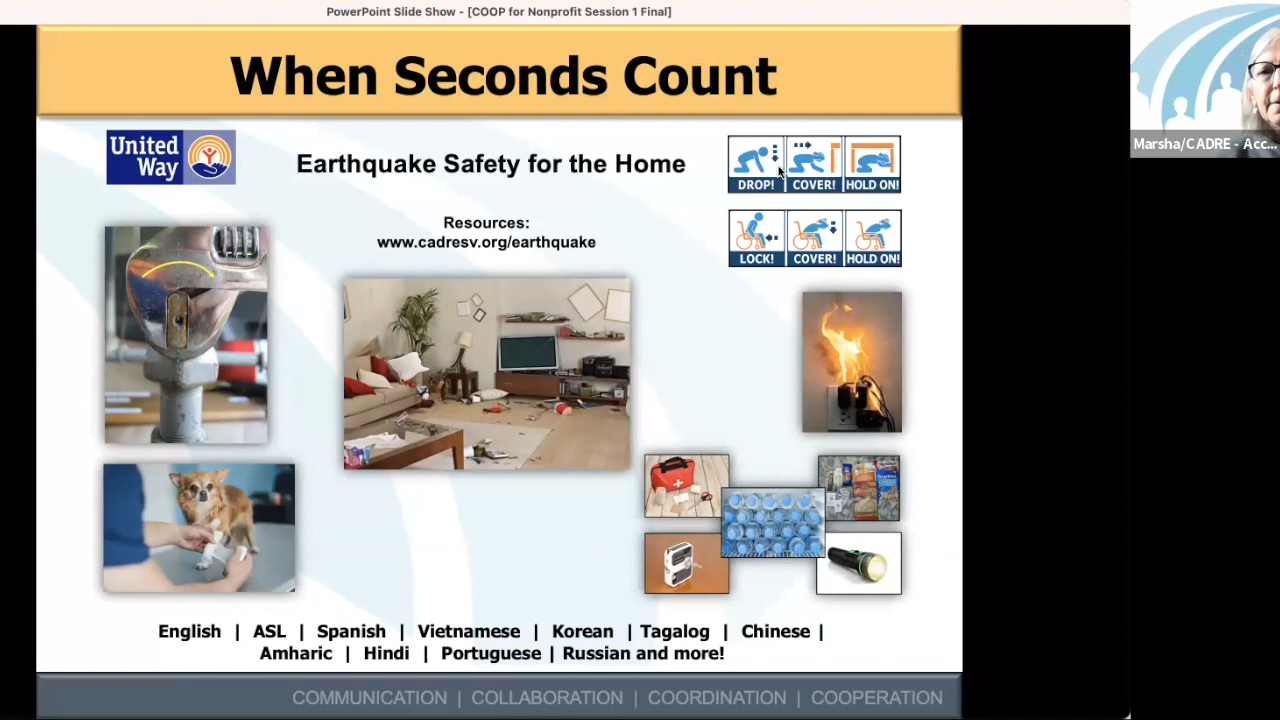 PowerPoint Slide Show - [COOP for Nonprofit Session 1 Final]
When Seconds Count
United
Way
Earthquake Safety for the Home
DROP! COVER! HOLD ON!
Resources:
www.cadresv.org/earthquake
LOCK! COVER! HOLD ON!
English | ASL | Spanish | Vietnamese | Korean | Tagalog | Chinese |
Amharic | Hindi | Portuguese | Russian and more!
COMMUNICATION | COLLABORATION | COORDINATION | COOPERATION
Marsha/CADRE - Acc...